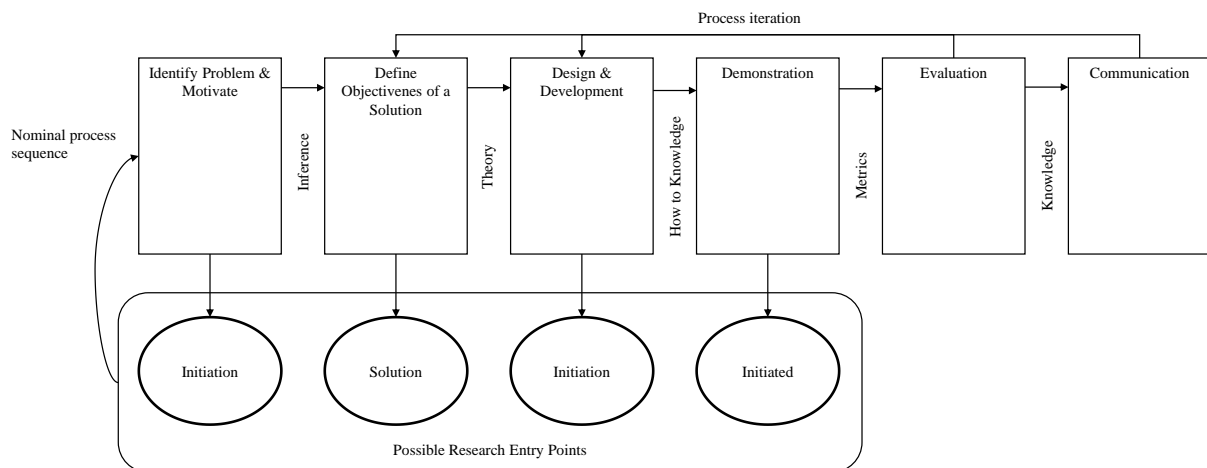 Process iteration
Identify Problem &
Motivate
Define
Objectivenes of a
Solution
Design &
Development
Demonstration
Evaluation
Communication
Nominal process
sequence
Inference
Theory
How to Knowledge
Metrics
Knowledge
Initiation
Solution
Initiation
Initiated
Possible Research Entry Points